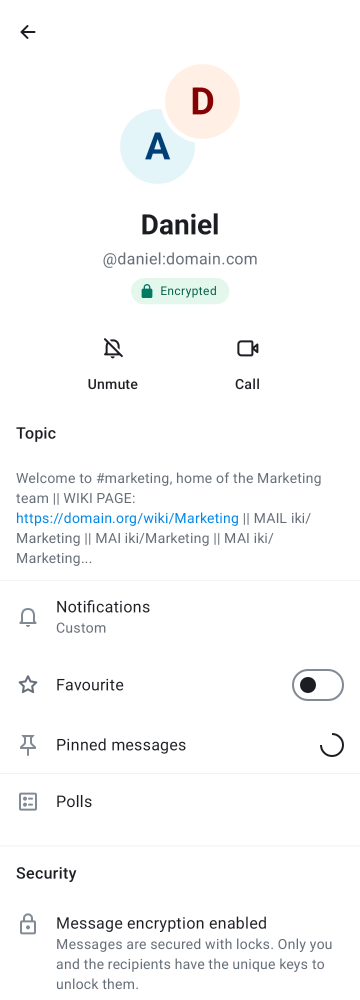 D
A
Daniel
@daniel:domain.com
Encrypted
Unmute
Call
Topic
Welcome to #marketing, home of the Marketing
team || WIKI PAGE:
https://domain.org/wiki/Marketing || MAIL iki/
Marketing || MAI iki/Marketing || MAI iki/
Marketing...
Notifications
Custom
Favourite
Pinned messages
Polls
Security
Message encryption enabled
Messages are secured with locks. Only you
and the recipients have the unique keys to
unlock them.